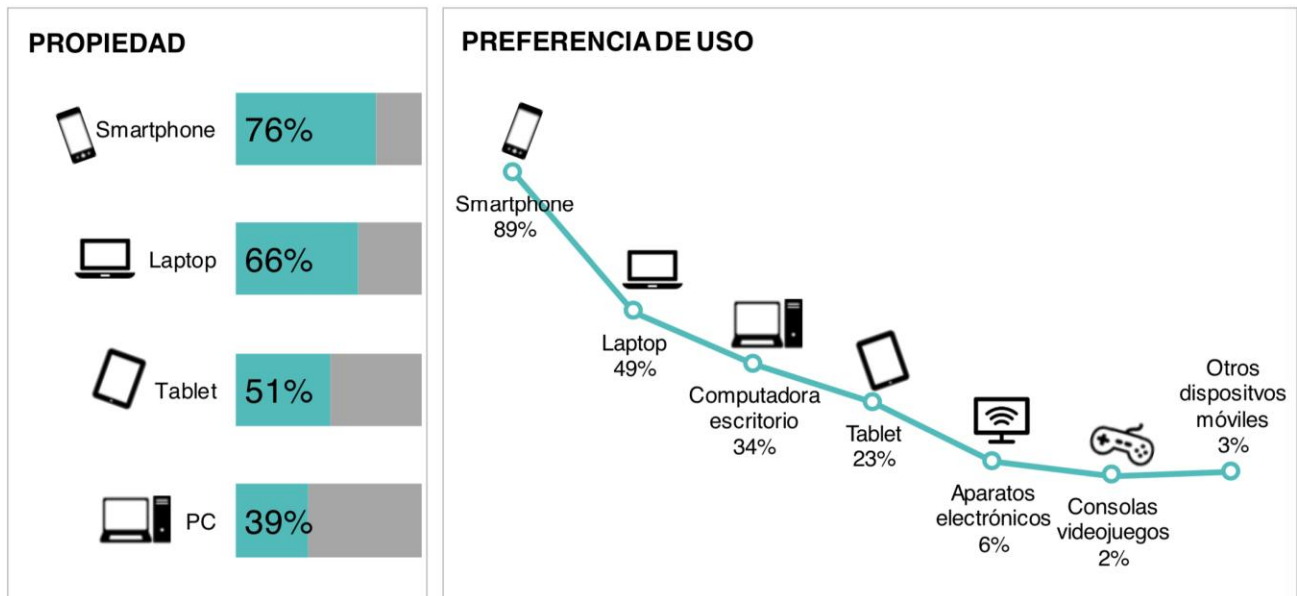 PROPIEDAD
Smartphone
76%
Laptop
66%
Tablet
51%
PC
39%
PREFERENCIA DE USO
Smartphone
89%
Laptop
49%
Computadora
escritorio
34%
Tablet
23%
Aparatos
electrónicos
6%
Consolas
videojuegos
2%
Otros
dispositvos
móviles
3%